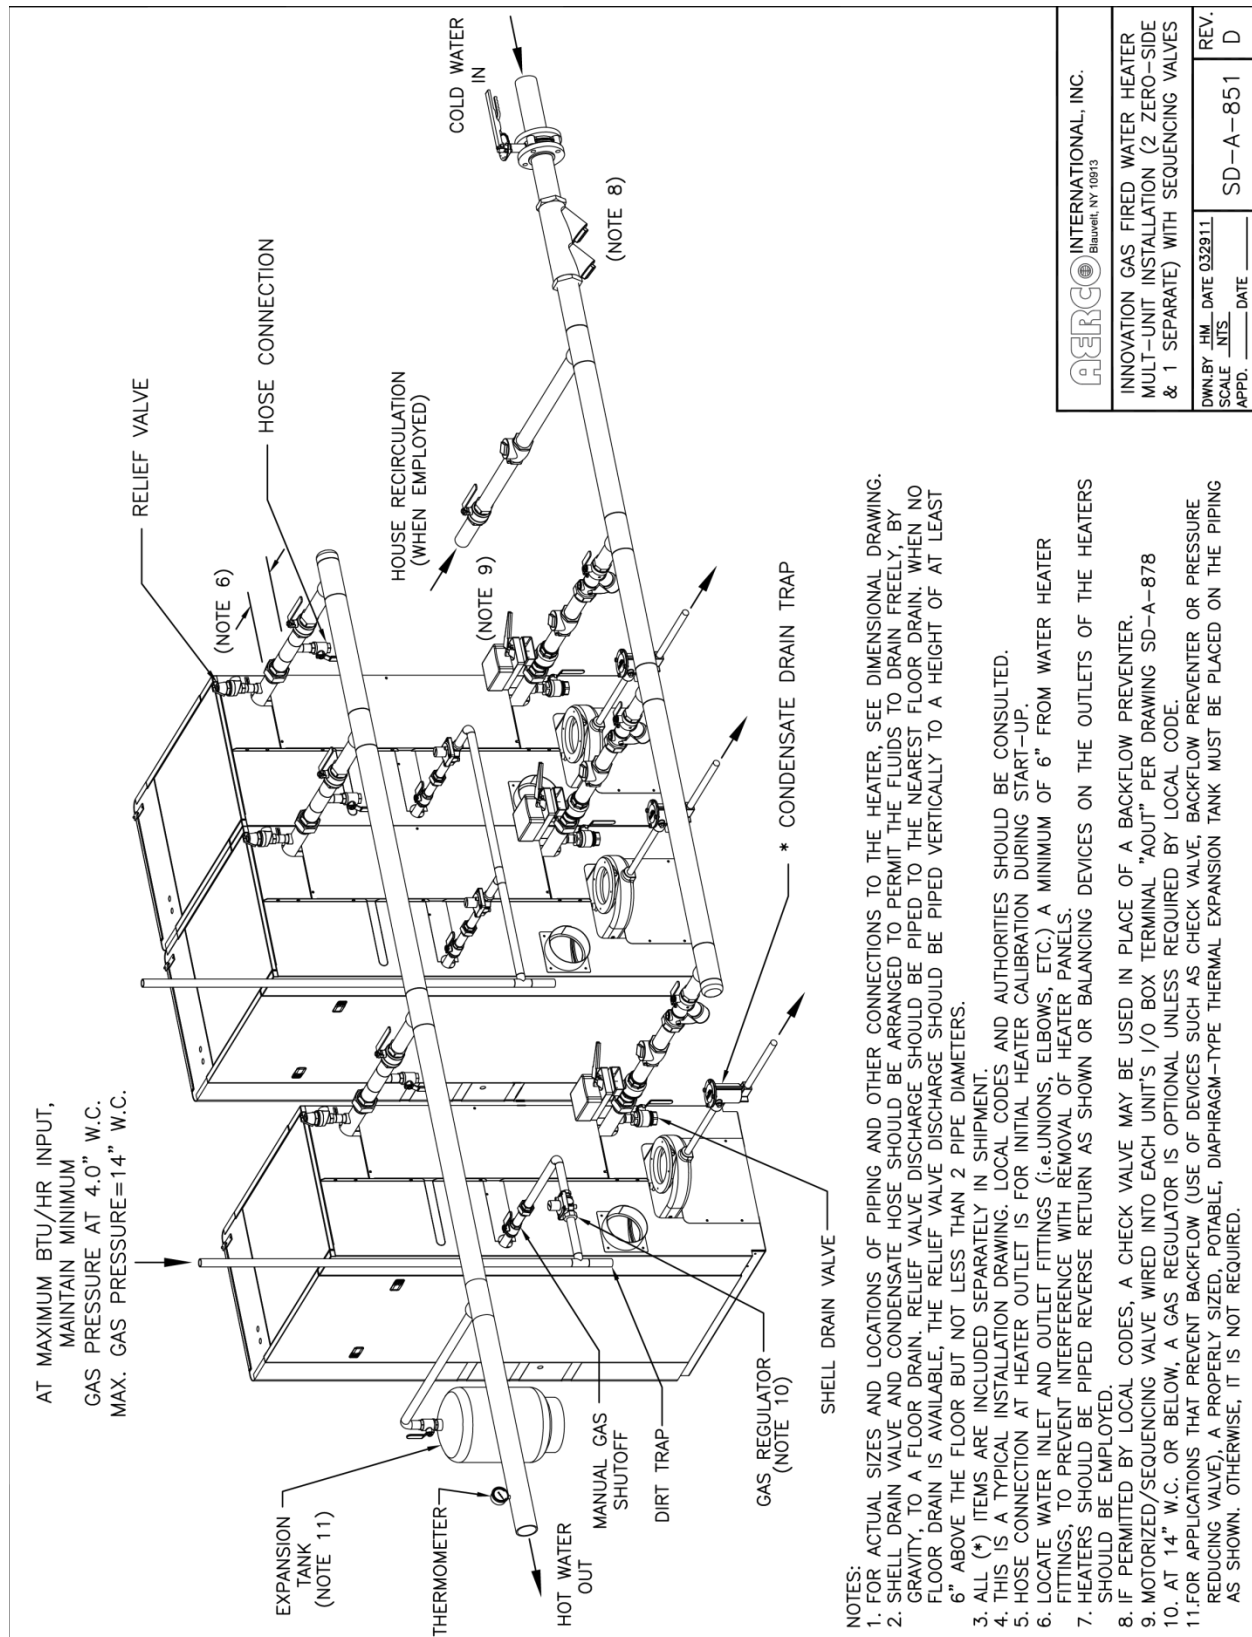 AT MAXIMUM BTU/HR INPUT,
MAINTAIN MINIMUM
GAS PRESSURE AT 4.0" W.C.
MAX. GAS PRESSURE=14" W.C.
RELIEF VALVE
(NOTE 6)
HOSE CONNECTION
HOUSE RECIRCULATION
(WHEN EMPLOYED)
(NOTE 9)
COLD WATER
IN
(NOTE 8)
* CONDENSATE DRAIN TRAP
EXPANSION
TANK
(NOTE 11)
THERMOMETER
HOT WATER
OUT
MANUAL GAS
SHUTOFF
DIRT TRAP
GAS REGULATOR
(NOTE 10)
SHELL DRAIN VALVE
NOTES:
1. FOR ACTUAL SIZES AND LOCATIONS OF PIPING AND OTHER CONNECTIONS TO THE HEATER, SEE DIMENSIONAL DRAWING.
2. SHELL DRAIN VALVE AND CONDENSATE HOSE SHOULD BE ARRANGED TO PERMIT THE FLUIDS TO DRAIN FREELY, BY
GRAVITY, TO A FLOOR DRAIN. RELIEF VALVE DISCHARGE SHOULD BE PIPED TO THE NEAREST FLOOR DRAIN. WHEN NO
FLOOR DRAIN IS AVAILABLE, THE RELIEF VALVE DISCHARGE SHOULD BE PIPED VERTICALLY TO A HEIGHT OF AT LEAST
6" ABOVE THE FLOOR BUT NOT LESS THAN 2 PIPE DIAMETERS.
3. ALL (*) ITEMS ARE INCLUDED SEPARATELY IN SHIPMENT.
4. THIS IS A TYPICAL INSTALLATION DRAWING. LOCAL CODES AND AUTHORITIES SHOULD BE CONSULTED.
5. HOSE CONNECTION AT HEATER OUTLET IS FOR INITIAL HEATER CALIBRATION DURING START-UP.
6. LOCATE WATER INLET AND OUTLET FITTINGS (i.e.UNIONS, ELBOWS, ETC.) A MINIMUM OF 6" FROM WATER HEATER
FITTINGS, TO PREVENT INTERFERENCE WITH REMOVAL OF HEATER PANELS.
7. HEATERS SHOULD BE PIPED REVERSE RETURN AS SHOWN OR BALANCING DEVICES ON THE OUTLETS OF THE HEATERS
SHOULD BE EMPLOYED.
8. IF PERMITTED BY LOCAL CODES, A CHECK VALVE MAY BE USED IN PLACE OF A BACKFLOW PREVENTER.
9. MOTORIZED/SEQUENCING VALVE WIRED INTO EACH UNIT'S I/O BOX TERMINAL "AOUT" PER DRAWING SD-A-878
10. AT 14" W.C. OR BELOW, A GAS REGULATOR IS OPTIONAL UNLESS REQUIRED BY LOCAL CODE.
11.FOR APPLICATIONS THAT PREVENT BACKFLOW (USE OF DEVICES SUCH AS CHECK VALVE, BACKFLOW PREVENTER OR PRESSURE
REDUCING VALVE), A PROPERLY SIZED, POTABLE, DIAPHRAGM-TYPE THERMAL EXPANSION TANK MUST BE PLACED ON THE PIPING
AS SHOWN. OTHERWISE, IT IS NOT REQUIRED.
AERCO INTERNATIONAL, INC.
Blauvelt, NY 10913
INNOVATION GAS FIRED WATER HEATER
MULT-UNIT INSTALLATION (2 ZERO-SIDE
& 1 SEPARATE) WITH SEQUENCING VALVES
DWN.BY HM DATE 032911
SCALE NTS
APPD. DATE
SD-A-851
REV.
D